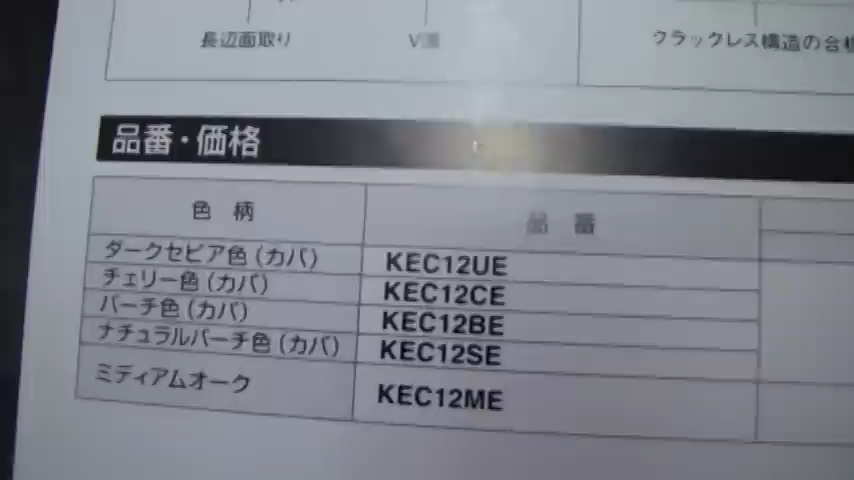 長辺面取り
V溝
クラックレス構造の合板
品番・価格
色 柄
品 番
ダークセピア色(カバ)
KEC12UE
チェリー色(カバ)
KEC12CE
バーチ色(カバ)
KEC12BE
ナチュラルバーチ色(カバ)
KEC12SE
ミディアムオーク
KEC12ME